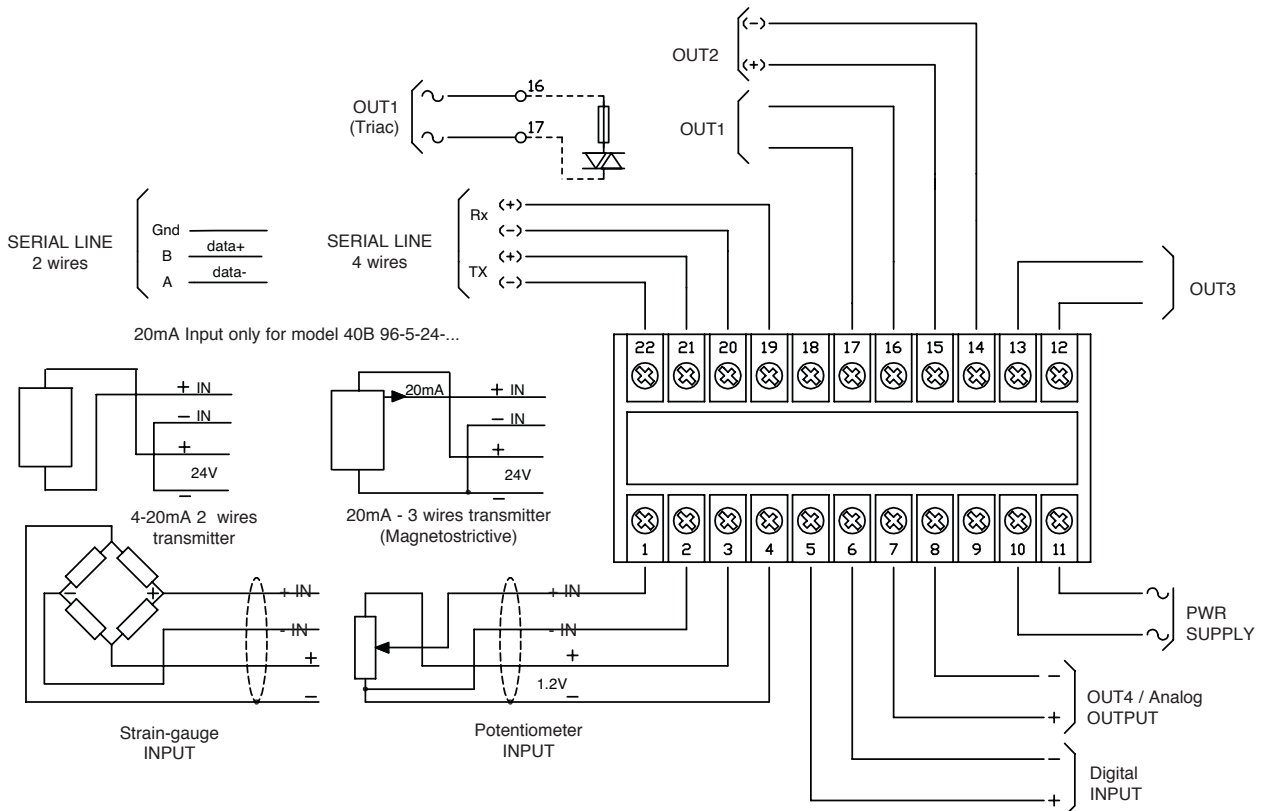 (-)
OUT2
(+)
OUT1
OUT1
(Triac)
16
17
SERIAL LINE
2 wires
Gnd
B data+
A data-
SERIAL LINE
4 wires
Rx (+)
(-)
TX (+)
(-)
OUT3
20mA Input only for model 40B 96-5-24-...
22 21 20 19 18 17 16 15 14 13 12
+ IN
− IN
+
24V
−
4-20mA 2 wires
transmitter
20mA
+ IN
− IN
+
24V
−
20mA - 3 wires transmitter
(Magnetostrictive)
1 2 3 4 5 6 7 8 9 10 11
− +
+ IN
- IN
+
−
Strain-gauge
INPUT
+ IN
- IN
+
1.2V
−
Potentiometer
INPUT
PWR
SUPPLY
−
+
OUT4 / Analog
OUTPUT
−
+
Digital
INPUT